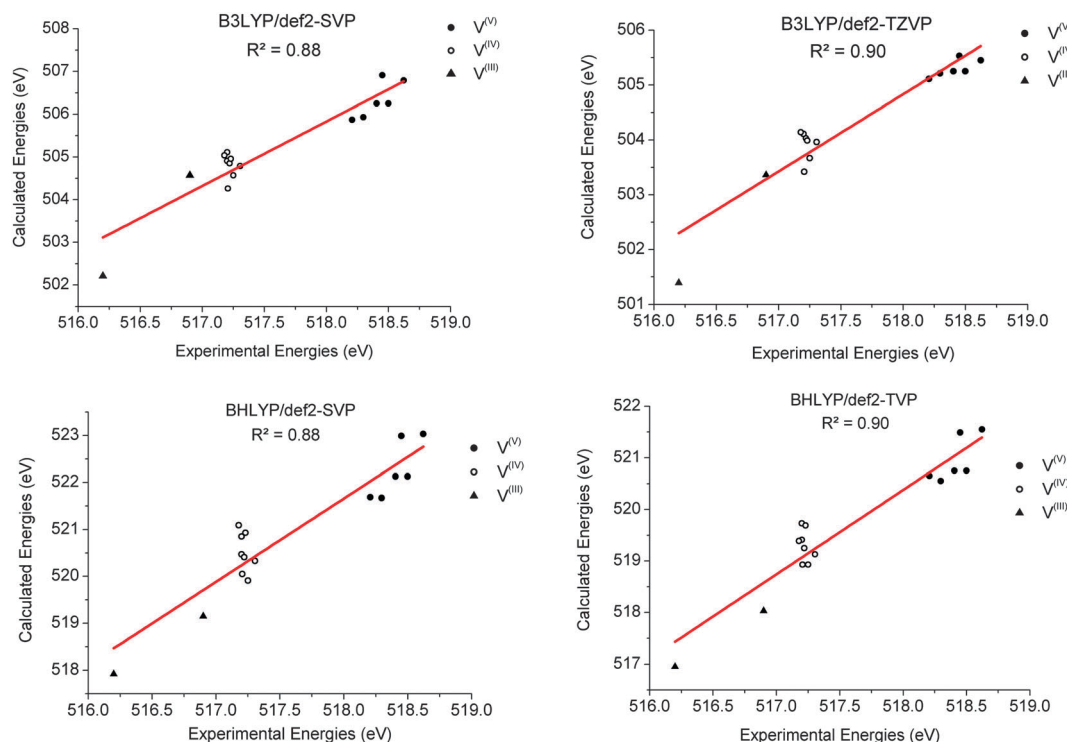 B3LYP/def2-SVP
R² = 0.88
V(V)
V(IV)
V(III)
508
507
506
505
504
503
502
Calculated Energies (eV)
516.0 516.5 517.0 517.5 518.0 518.5 519.0
Experimental Energies (eV)
B3LYP/def2-TZVP
R² = 0.90
V(V
V(IV
V(II
506
505
504
503
502
501
Calculated Energies (eV)
516.0 516.5 517.0 517.5 518.0 518.5 519.0
Experimental Energies (eV)
BHLYP/def2-SVP
R² = 0.88
V(V)
V(IV)
V(III)
523
522
521
520
519
518
Calculated Energies (eV)
516.0 516.5 517.0 517.5 518.0 518.5 519.0
Experimental Energies (eV)
BHLYP/def2-TVP
R² = 0.90
V(V)
V(IV)
V(III)
522
521
520
519
518
517
Calculated Energies (eV)
516.0 516.5 517.0 517.5 518.0 518.5 519.0
Experimental Energies (eV)